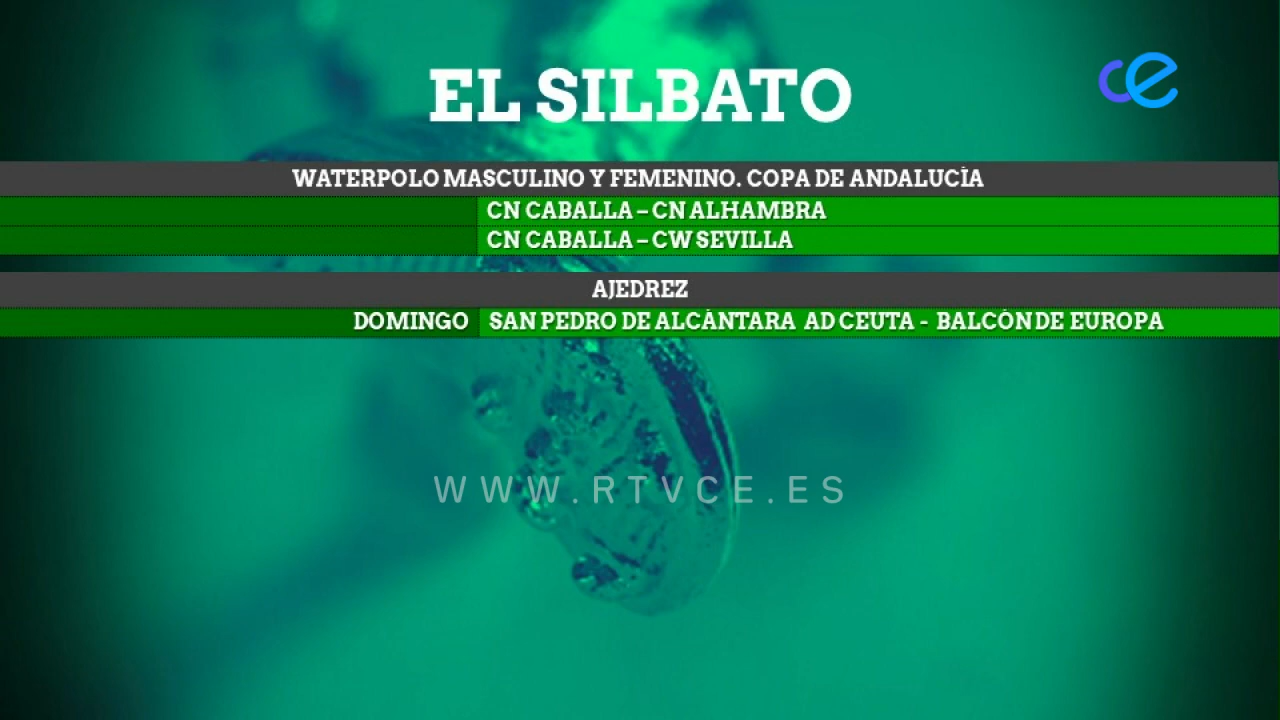 EL SILBATO
ce
WATERPOLO MASCULINO Y FEMENINO. COPA DE ANDALUCÍA
CN CABALLA – CN ALHAMBRA
CN CABALLA – CW SEVILLA
AJEDREZ
DOMINGO SAN PEDRO DE ALCÁNTARA AD CEUTA - BALCÓN DE EUROPA
WWW.RTVCE.ES